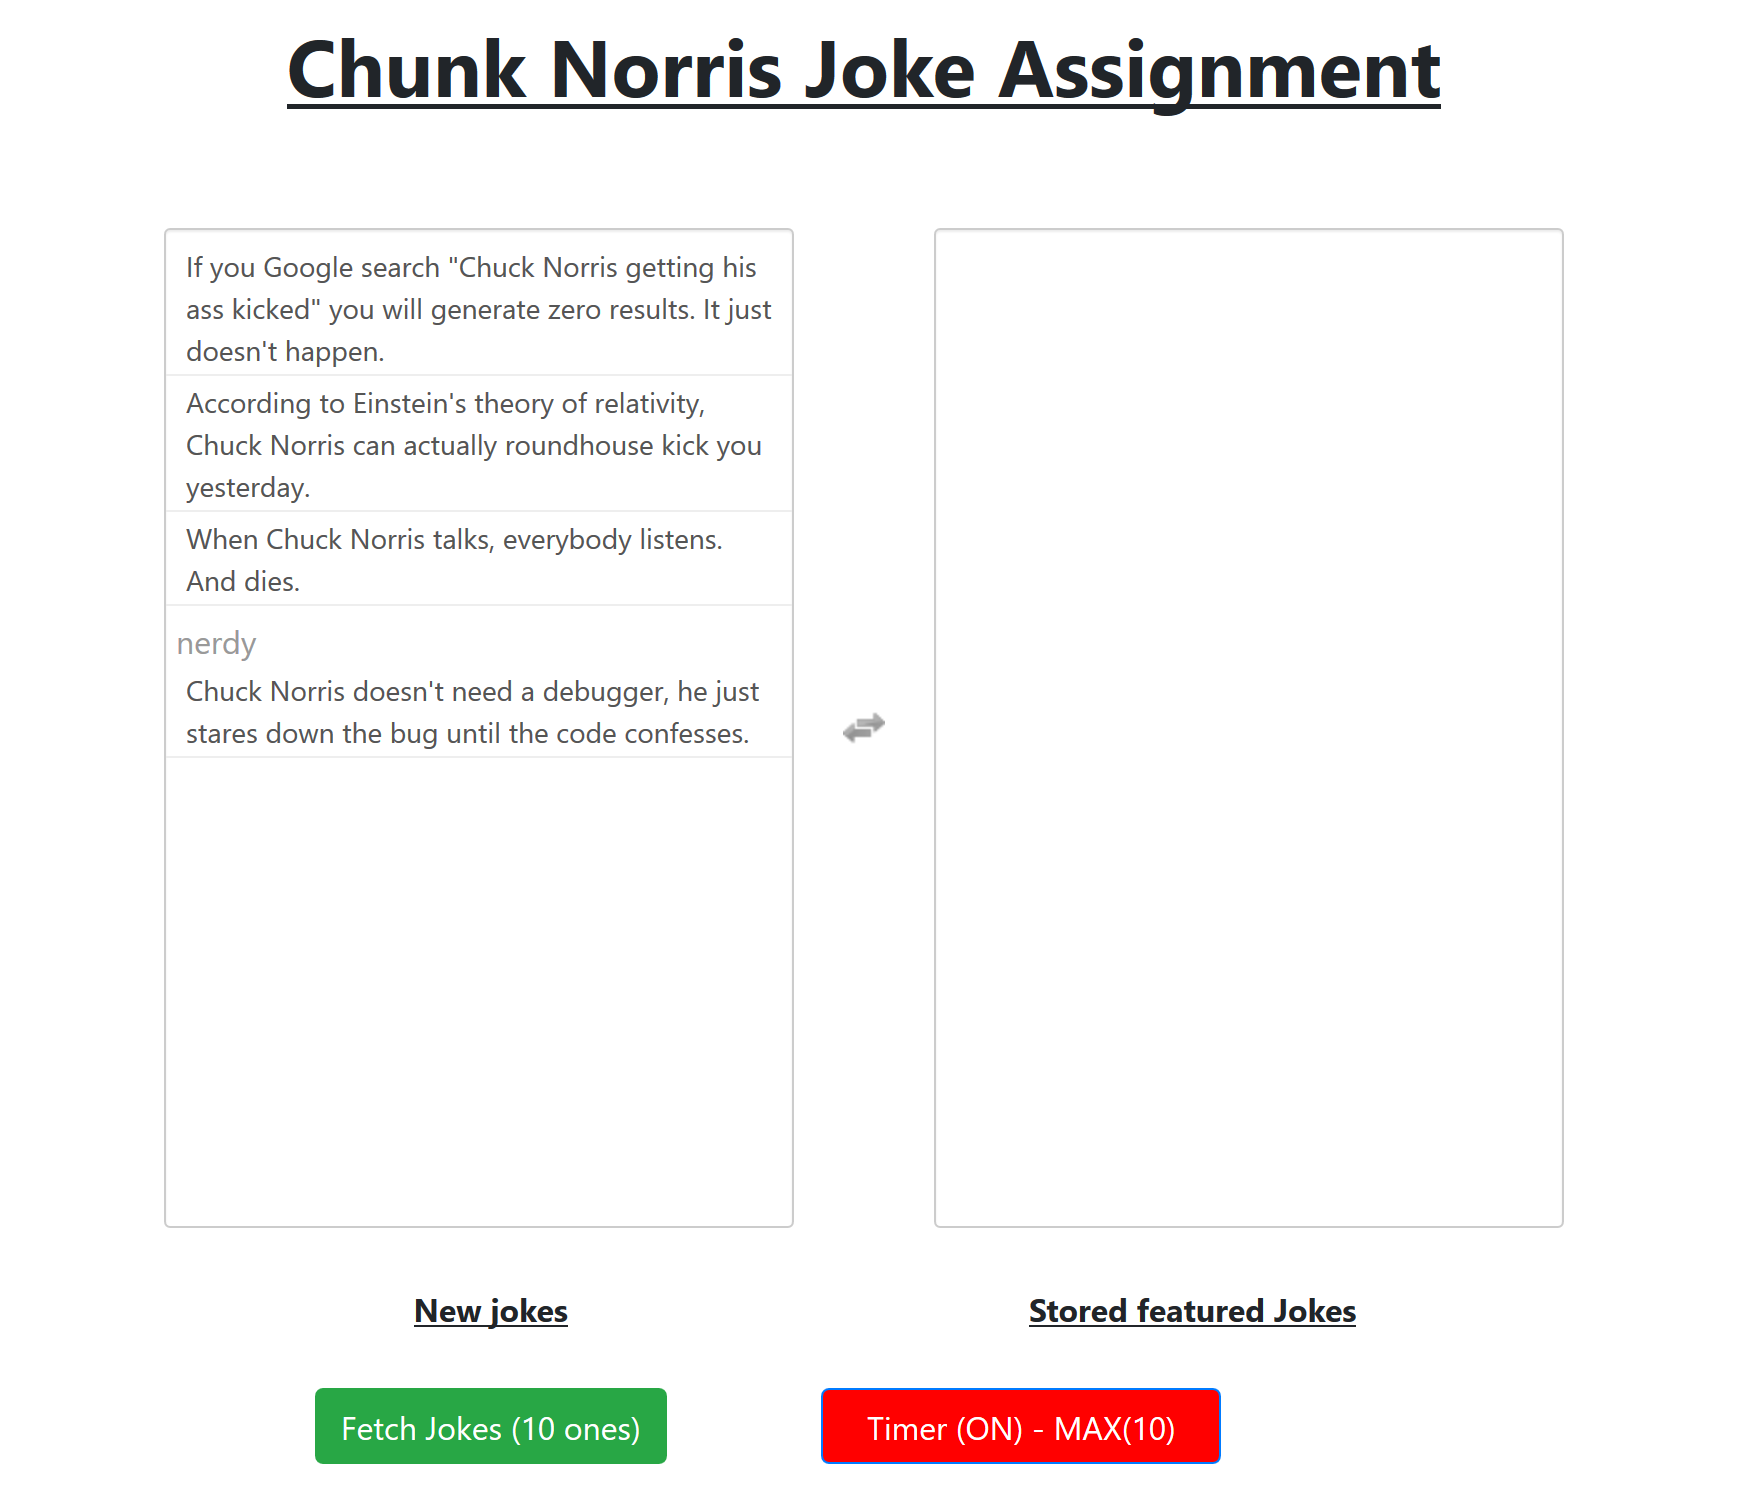 Chunk Norris Joke Assignment
If you Google search "Chuck Norris getting his
ass kicked" you will generate zero results. It just
doesn't happen.
According to Einstein's theory of relativity,
Chuck Norris can actually roundhouse kick you
yesterday.
When Chuck Norris talks, everybody listens.
And dies.
nerdy
Chuck Norris doesn't need a debugger, he just
stares down the bug until the code confesses.
New jokes
Stored featured Jokes
Fetch Jokes (10 ones)
Timer (ON) - MAX(10)